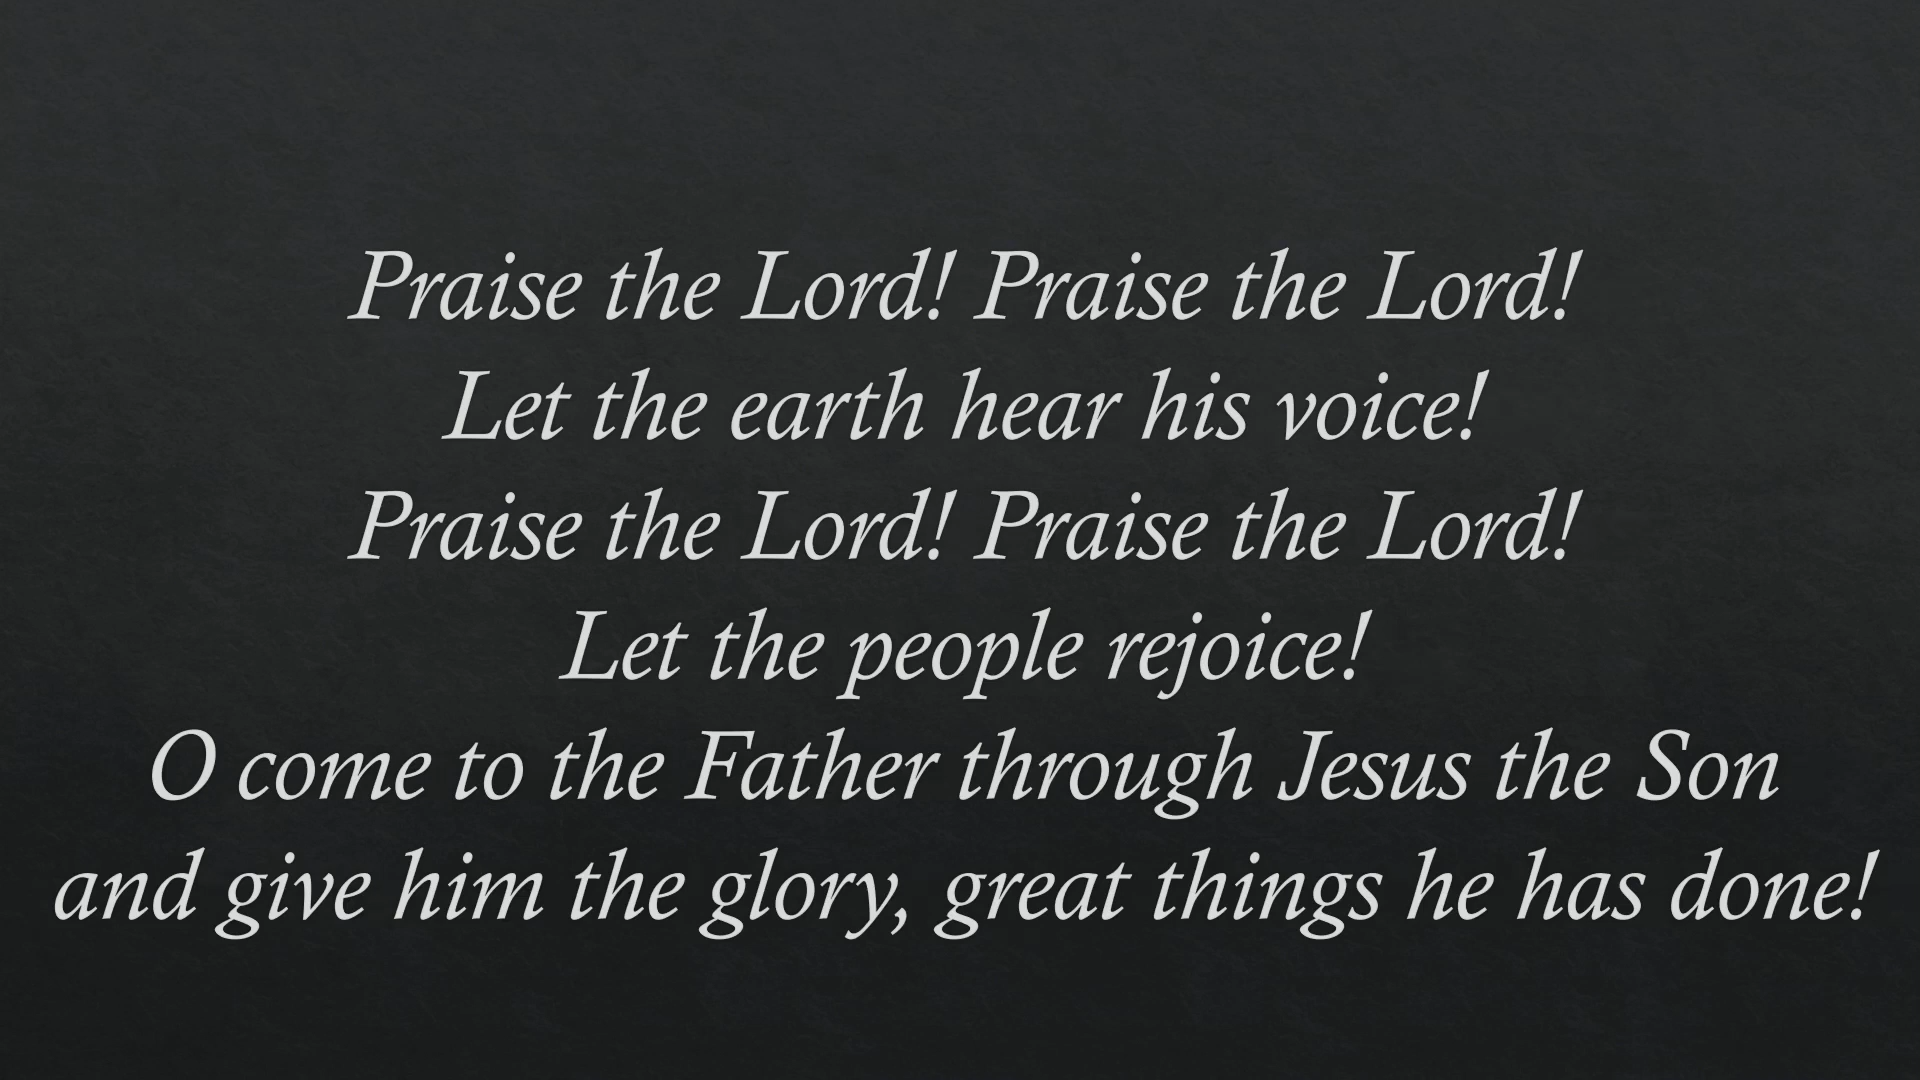 Praise the Lord! Praise the Lord!
Let the earth hear his voice!
Praise the Lord! Praise the Lord!
Let the people rejoice!
O come to the Father through Jesus the Son
and give him the glory, great things he has done!